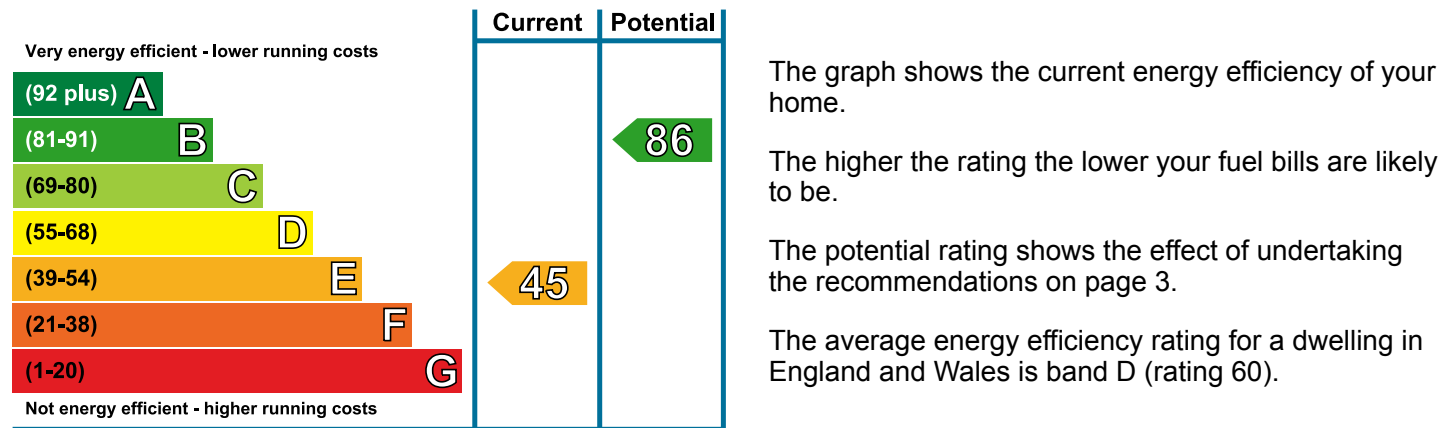 Current Potential
Very energy efficient - lower running costs
(92 plus) A
(81-91) B
86
(69-80) C
(55-68) D
(39-54) E
45
(21-38) F
(1-20) G
Not energy efficient - higher running costs
The graph shows the current energy efficiency of your
home.
The higher the rating the lower your fuel bills are likely
to be.
The potential rating shows the effect of undertaking
the recommendations on page 3.
The average energy efficiency rating for a dwelling in
England and Wales is band D (rating 60).